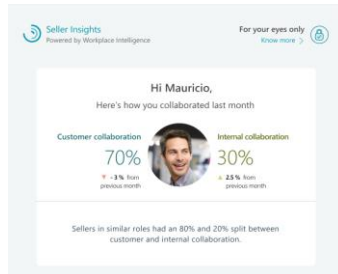 Seller Insights
Powered by Workplace Intelligence
For your eyes only
Know more >
Hi Mauricio,
Here's how you collaborated last month
Customer collaboration
70%
▼ -3% from
previous month
Internal collaboration
30%
▲ 2.5% from
previous month
Sellers in similar roles had an 80% and 20% split between
customer and internal collaboration.